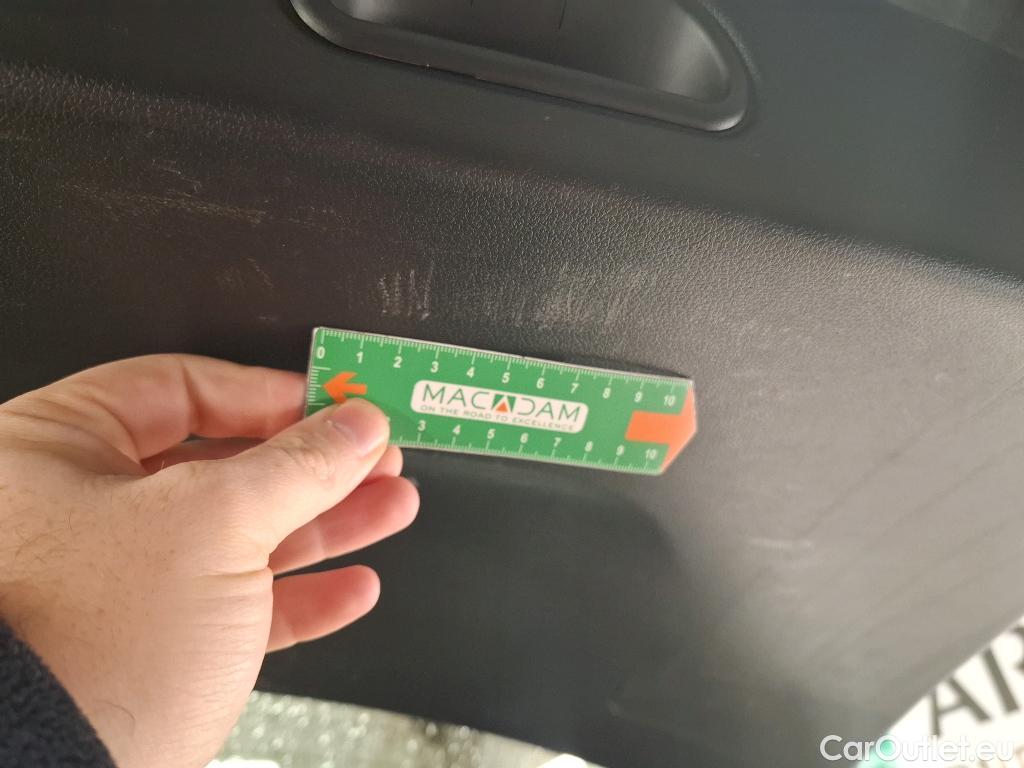 0 1 2 3 4 5 6 7 8 9 10
MACADAM
ON THE ROAD TO EXCELLENCE
3 4 5 6 7 8 9 10
AR
CarOutlet.eu